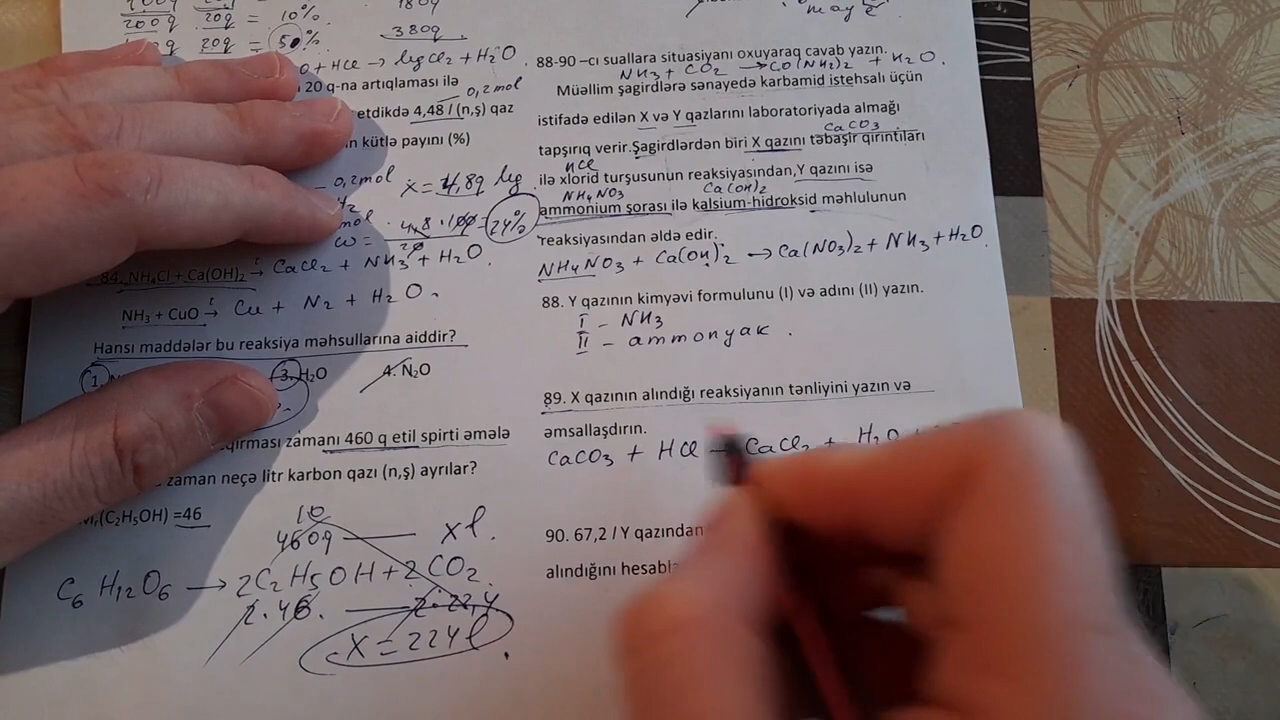 200q 20q = 10%.
20q = 50%.
180q
380q.
maye.
+ HCl → MgCl2 + H2O.
20 q-na artıqlaması ilə
0,2mol
etdikdə 4,48 l (n,ş) qaz
n kütlə payını (%)
0,2mol x = 4,8q Mg.
ω = 4,8 · 100 / 20 = 24%
84. NH4Cl + Ca(OH)2 →t CaCl2 + NH3 + H2O.
NH3 + CuO →t Cu + N2 + H2O.
Hansı maddələr bu reaksiya məhsullarına aiddir?
1. 3. H2O 4. N2O
qırması zamanı 460 q etil spirti əmələ
zaman neçə litr karbon qazı (n,ş) ayrılar?
(C2H5OH) =46
10
460q — x l.
C6H12O6 → 2C2H5OH + 2CO2.
2·46. — 2·22,4
x = 224 l.
88-90 –cı suallara situasiyanı oxuyaraq cavab yazın.
NH3 + CO2 → CO(NH2)2 + H2O.
Müəllim şagirdlərə sənayedə karbamid istehsalı üçün
istifadə edilən X və Y qazlarını laboratoriyada almağı
CaCO3
tapşırıq verir.Şagirdlərdən biri X qazını təbaşir qırıntıları
HCl
ilə xlorid turşusunun reaksiyasından,Y qazını isə
NH4NO3 Ca(OH)2
ammonium şorası ilə kalsium-hidroksid məhlulunun
reaksiyasından əldə edir.
NH4NO3 + Ca(OH)2 → Ca(NO3)2 + NH3 + H2O.
88. Y qazının kimyəvi formulunu (I) və adını (II) yazın.
I – NH3
II – ammonyak.
89. X qazının alındığı reaksiyanın tənliyini yazın və
əmsallaşdırın.
CaCO3 + HCl → CaCl2 + H2O +
90. 67,2 l Y qazından
alındığını hesabla